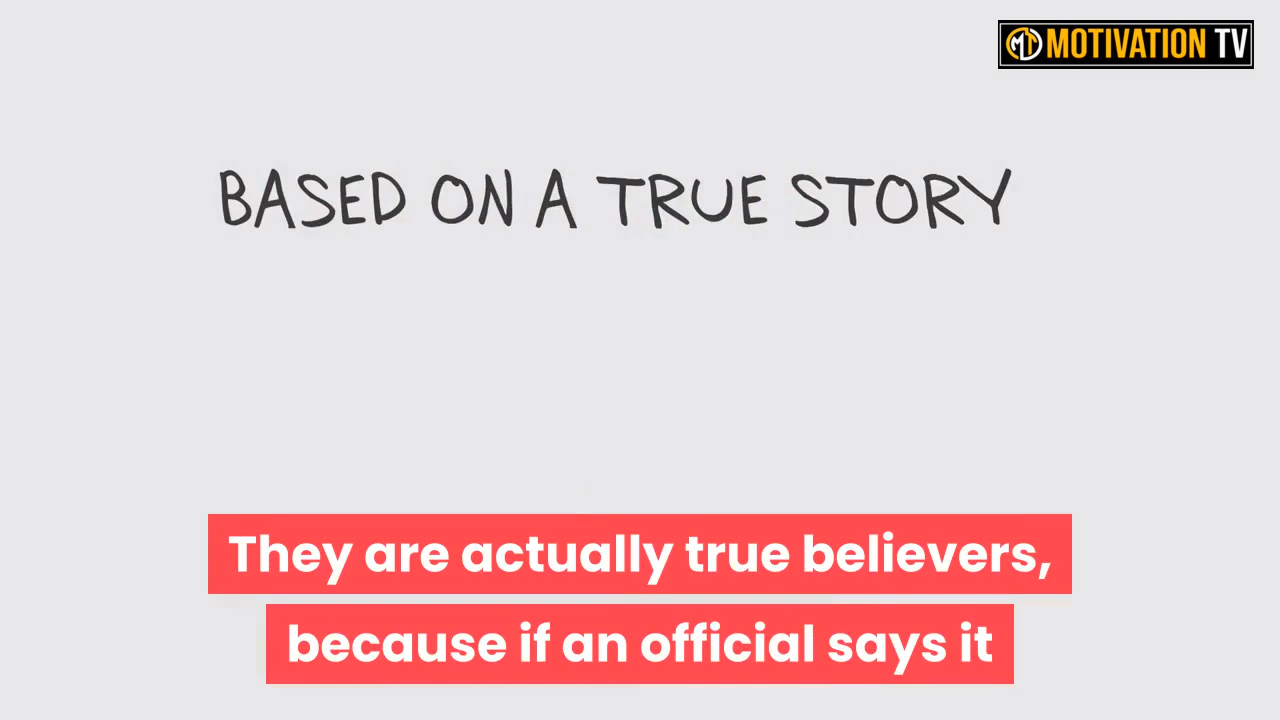 MOTIVATION TV
BASED ON A TRUE STORY
They are actually true believers,
because if an official says it